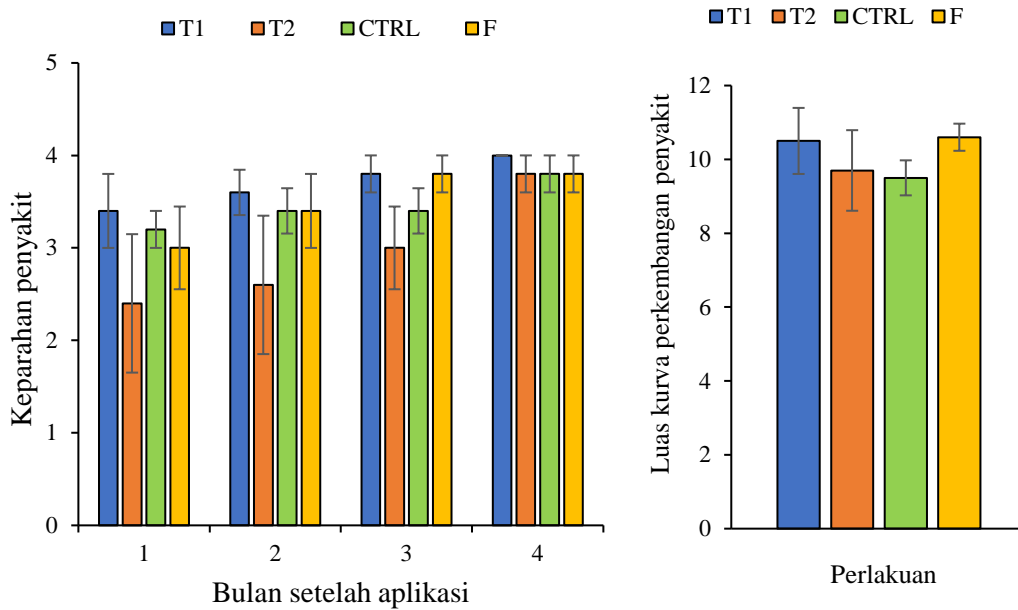 T1 T2 CTRL F
5
4
3
2
1
0
Keparahan penyakit
1 2 3 4
Bulan setelah aplikasi
T1 T2 CTRL F
12
10
8
6
4
2
0
Luas kurva perkembangan penyakit
Perlakuan